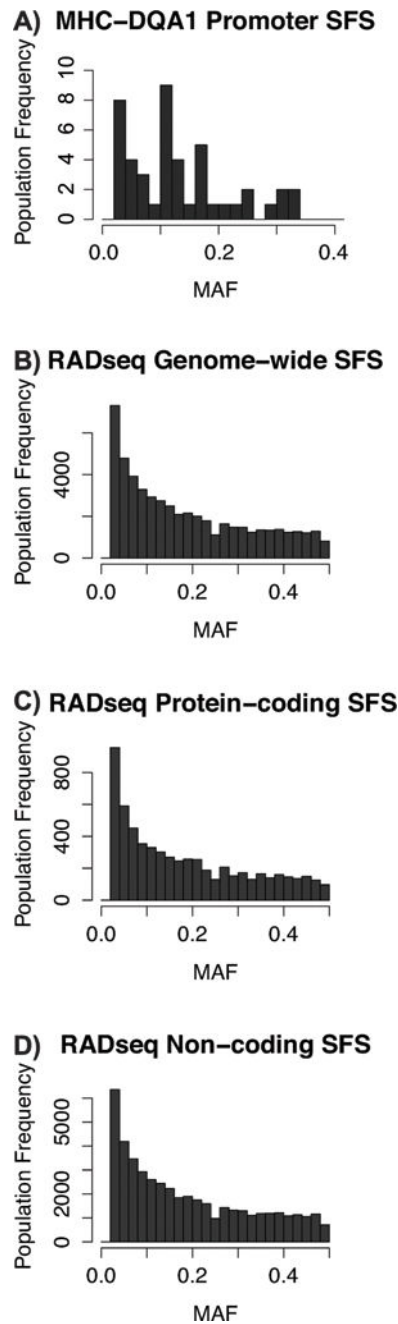 A) MHC−DQA1 Promoter SFS
Population Frequency
0 2 4 6 8 10
0.0 0.2 0.4
MAF
B) RADseq Genome−wide SFS
Population Frequency
0 4000
0.0 0.2 0.4
MAF
C) RADseq Protein−coding SFS
Population Frequency
0 400 800
0.0 0.2 0.4
MAF
D) RADseq Non−coding SFS
Population Frequency
0 2000 5000
0.0 0.2 0.4
MAF